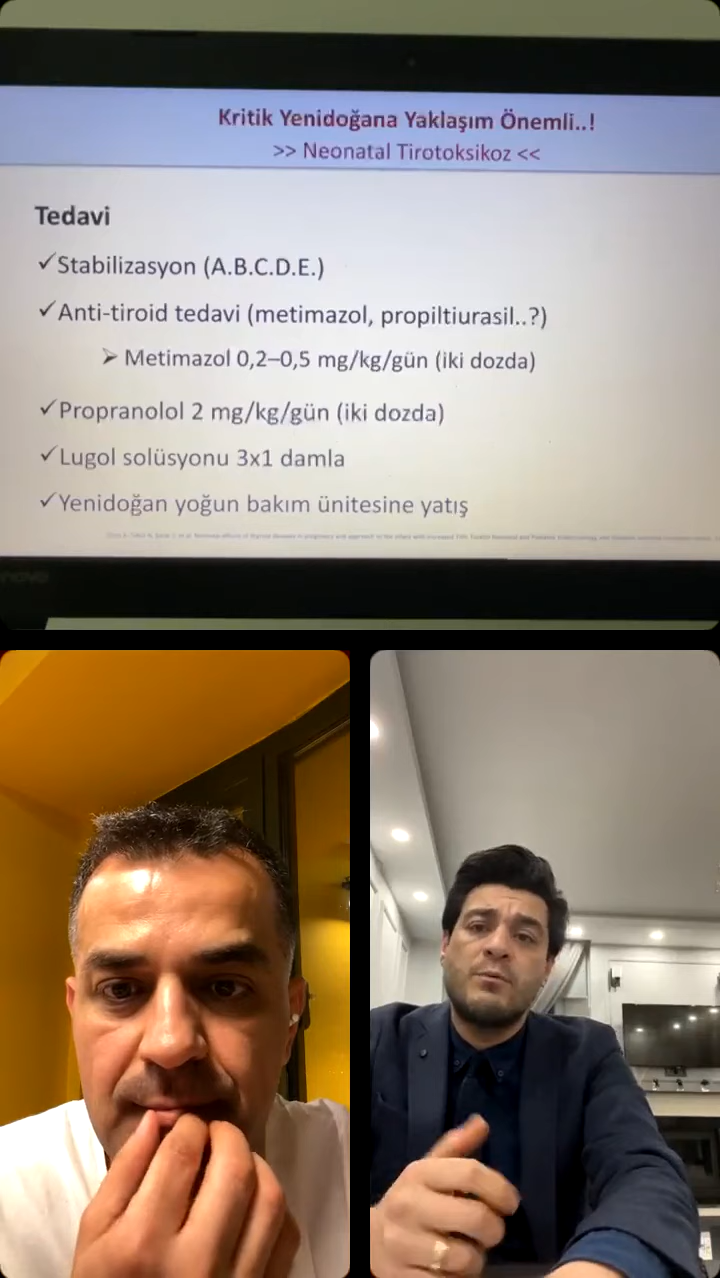 Kritik Yenidoğana Yaklaşım Önemli..!
>> Neonatal Tirotoksikoz <<
Tedavi
✓Stabilizasyon (A.B.C.D.E.)
✓Anti-tiroid tedavi (metimazol, propiltiurasil..?)
➢ Metimazol 0,2–0,5 mg/kg/gün (iki dozda)
✓Propranolol 2 mg/kg/gün (iki dozda)
✓Lugol solüsyonu 3x1 damla
✓Yenidoğan yoğun bakım ünitesine yatış